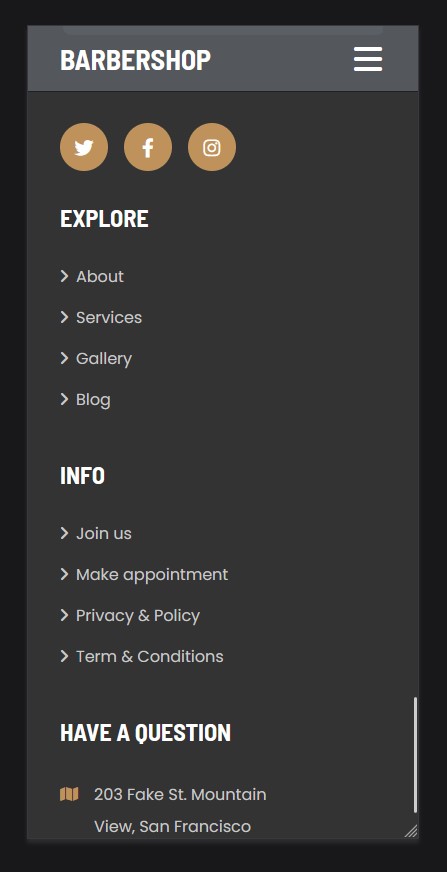 BARBERSHOP
EXPLORE
About
Services
Gallery
Blog
INFO
Join us
Make appointment
Privacy & Policy
Term & Conditions
HAVE A QUESTION
203 Fake St. Mountain
View, San Francisco